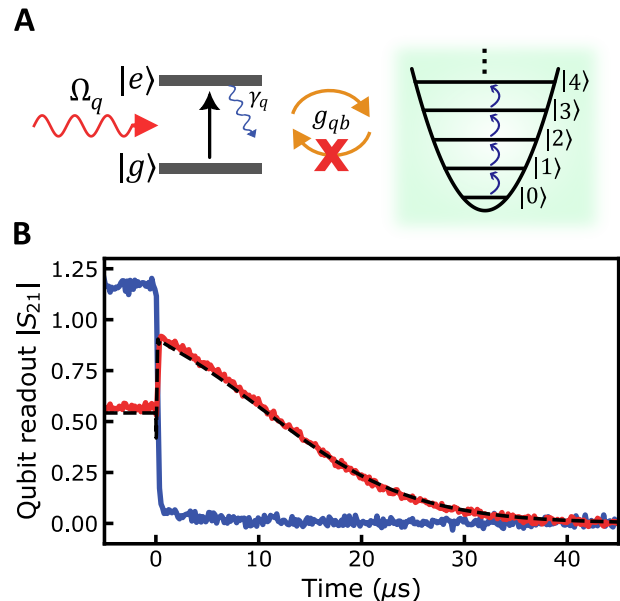 A
Ω_q
|e⟩
γ_q
|g⟩
g_qb
X
⋮
|4⟩
|3⟩
|2⟩
|1⟩
|0⟩
B
Qubit readout |S₂₁|
1.25
1.00
0.75
0.50
0.25
0.00
0 10 20 30 40
Time (μs)